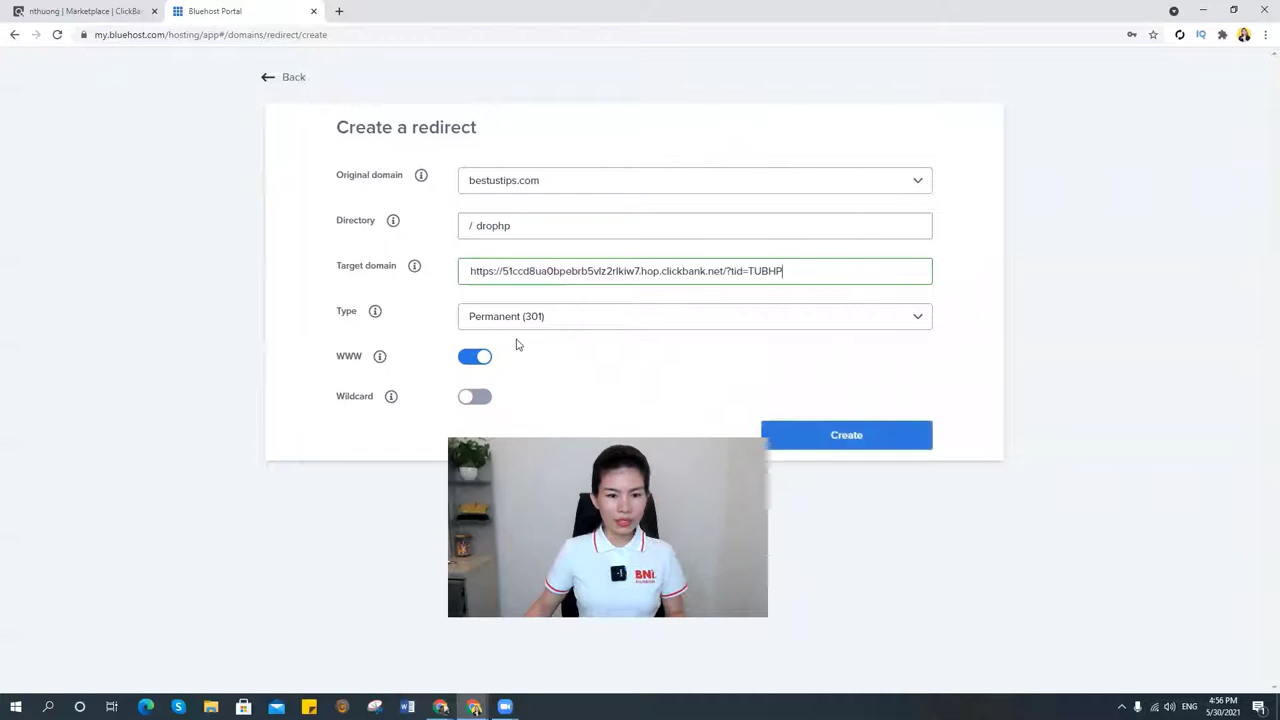 nthuong | Marketplace | ClickBa
Bluehost Portal
my.bluehost.com/hosting/app#/domains/redirect/create
Back
Create a redirect
Original domain
bestustips.com
Directory
/ drophp
Target domain
https://51ccd8ua0bpebrb5vlz2rlkiw7.hop.clickbank.net/?tid=TUBHP
Type
Permanent (301)
WWW
Wildcard
Create
BNI
FOUNDATION
4:56 PM
5/30/2021